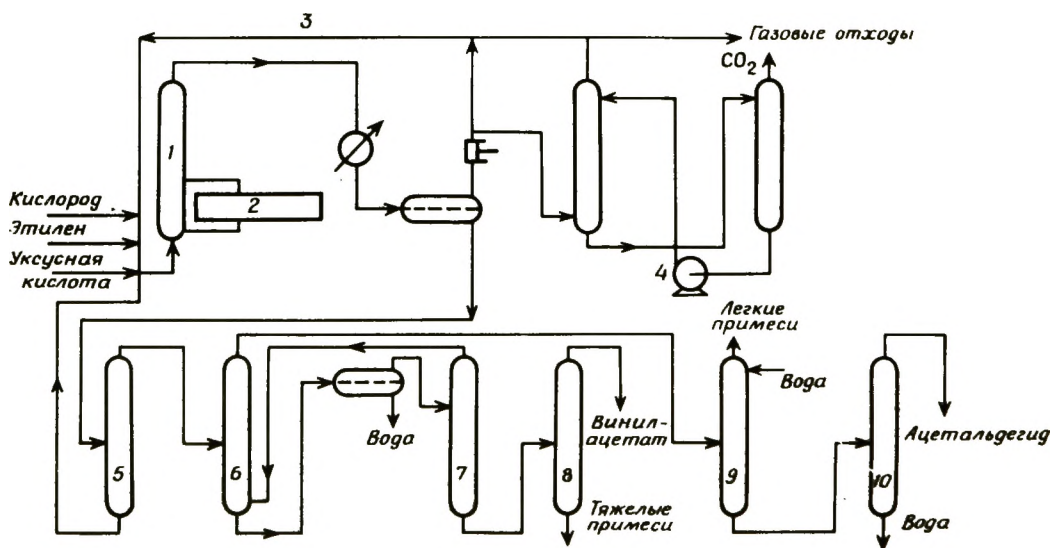 3
Газовые отходы
CO2
1
2
Кислород
Этилен
Уксусная
кислота
4
Легкие
примеси
Вода
Вода
Винил-
ацетат
Ацетальдегид
5
6
7
8
9
10
Тяжелые
примеси
Вода